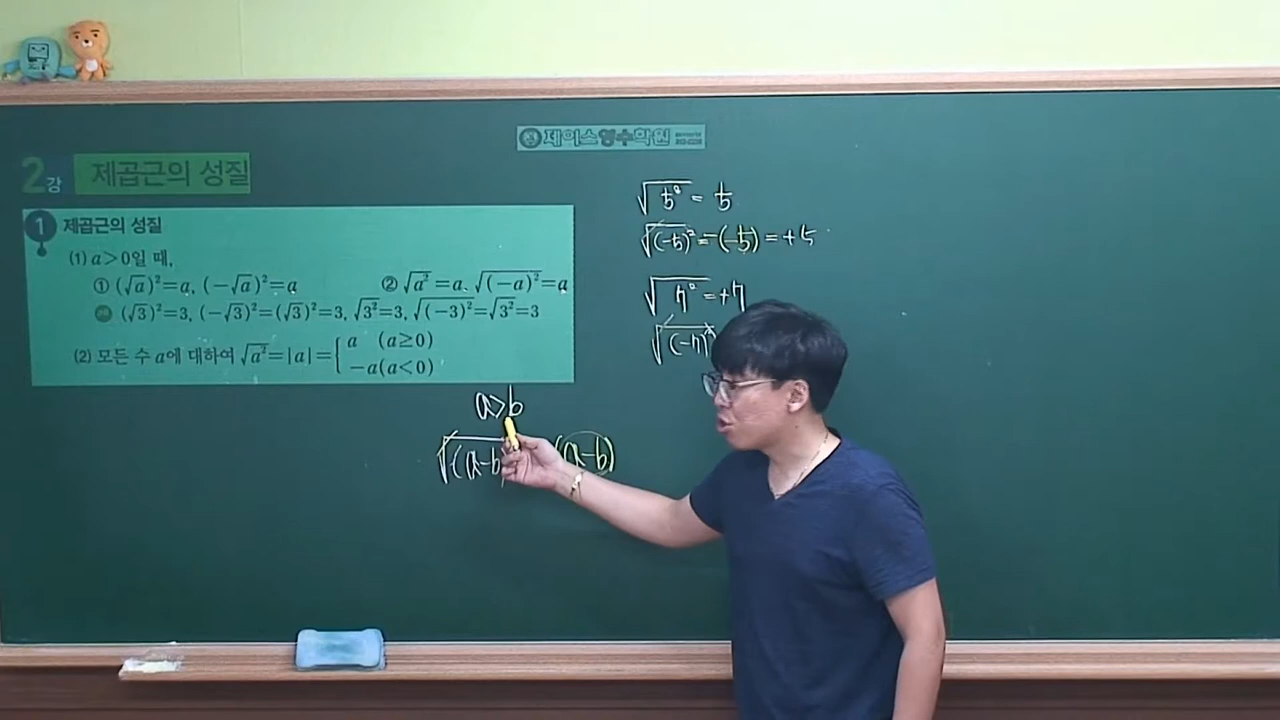 제이스영수학원
2강 제곱근의 성질
1 제곱근의 성질
(1) a>0일 때,
① (√a)²=a, (-√a)²=a ② √a²=a, √(-a)²=a
(√3)²=3, (-√3)²=(√3)²=3, √3²=3, √(-3)²=√3²=3
(2) 모든 수 a에 대하여 √a²=|a|={ a (a≥0)
-a(a<0)
√5² = 5
√(-5)² = -(-5) = +5
√7² = +7
√(-7)²
a>b
√(a-b (a-b)